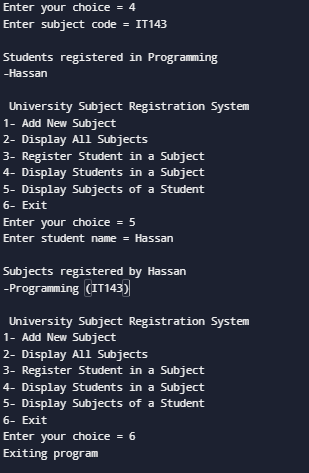 Enter your choice = 4
Enter subject code = IT143

Students registered in Programming
-Hassan

 University Subject Registration System
1- Add New Subject
2- Display All Subjects
3- Register Student in a Subject
4- Display Students in a Subject
5- Display Subjects of a Student
6- Exit
Enter your choice = 5
Enter student name = Hassan

Subjects registered by Hassan
-Programming (IT143)

 University Subject Registration System
1- Add New Subject
2- Display All Subjects
3- Register Student in a Subject
4- Display Students in a Subject
5- Display Subjects of a Student
6- Exit
Enter your choice = 6
Exiting program